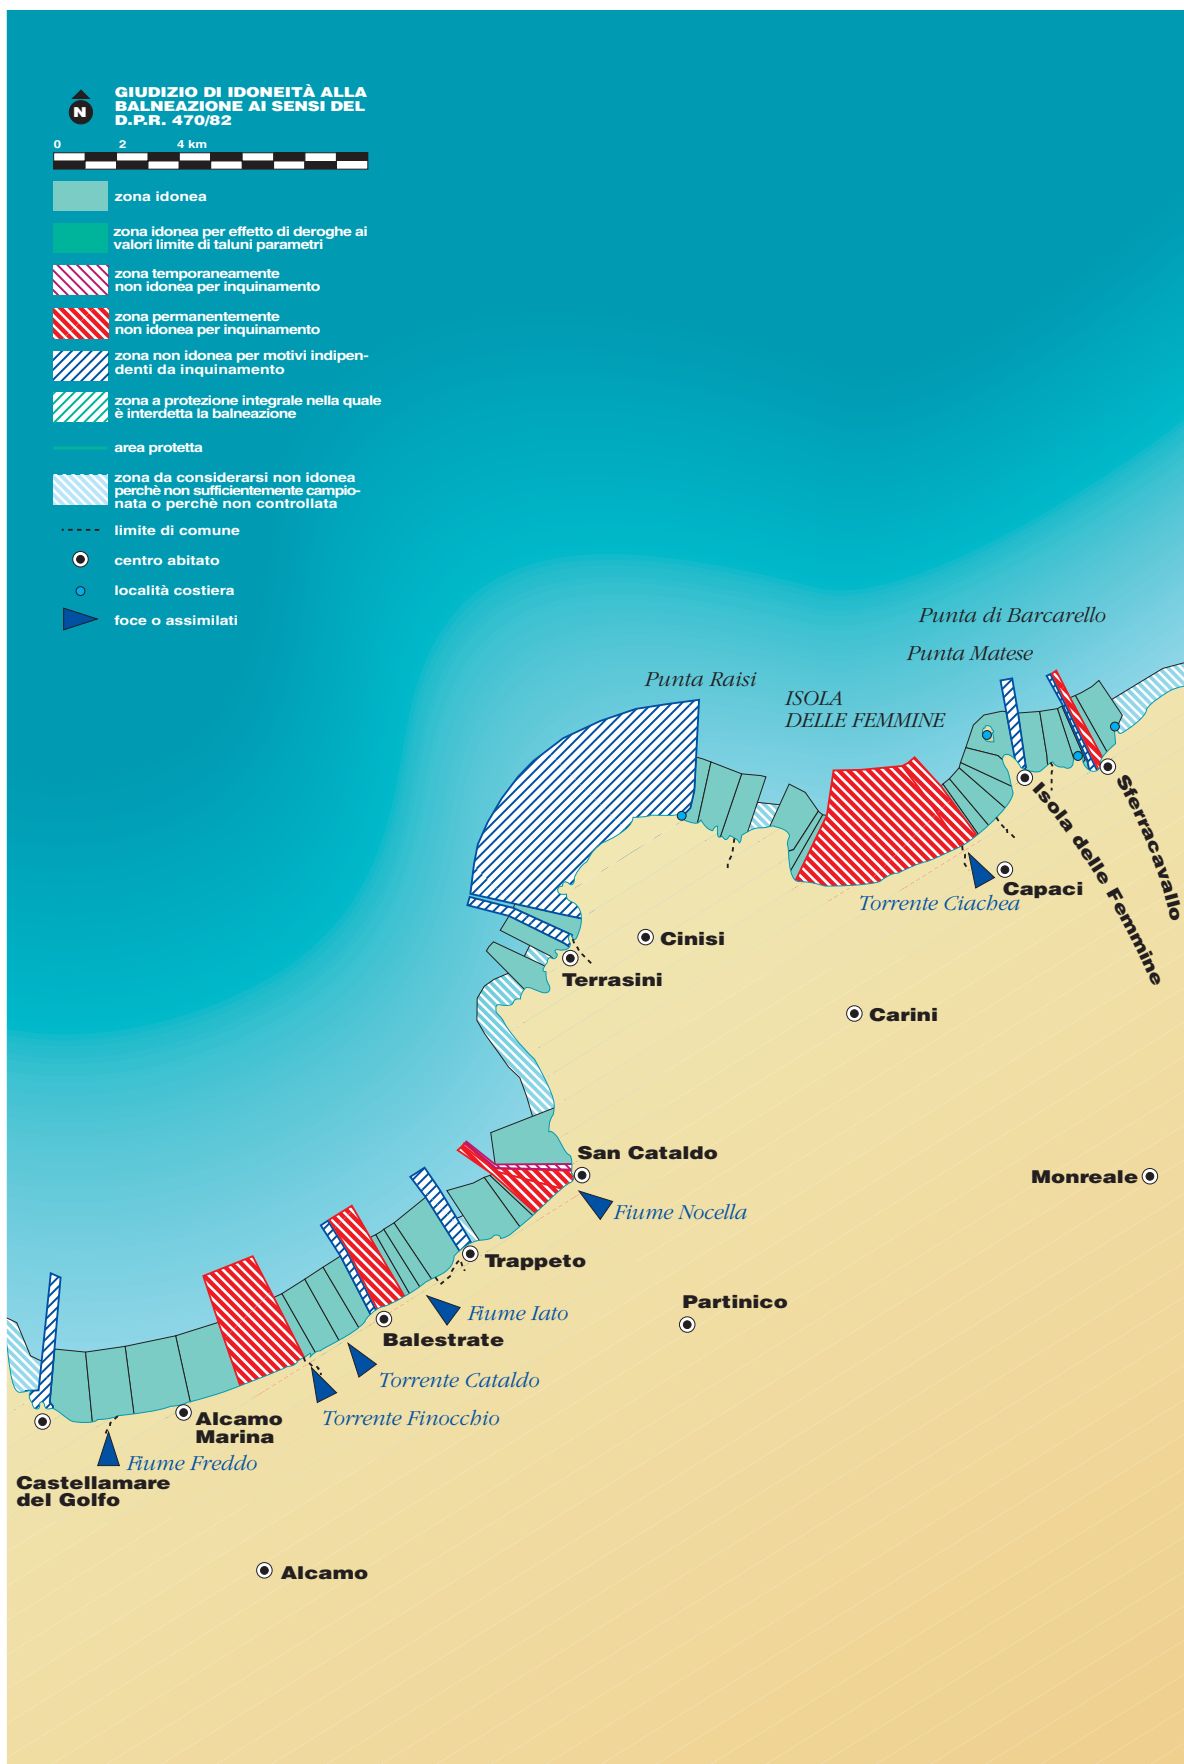 GIUDIZIO DI IDONEITÀ ALLA
BALNEAZIONE AI SENSI DEL
D.P.R. 470/82
N
0 2 4 km
zona idonea
zona idonea per effetto di deroghe ai
valori limite di taluni parametri
zona temporaneamente
non idonea per inquinamento
zona permanentemente
non idonea per inquinamento
zona non idonea per motivi indipen-
denti da inquinamento
zona a protezione integrale nella quale
è interdetta la balneazione
area protetta
zona da considerarsi non idonea
perchè non sufficientemente campio-
nata o perchè non controllata
limite di comune
centro abitato
località costiera
foce o assimilati
Punta di Barcarello
Punta Matese
Punta Raisi
ISOLA
DELLE FEMMINE
Sferracavallo
Isola delle Femmine
Capaci
Torrente Ciachea
Cinisi
Terrasini
Carini
San Cataldo
Monreale
Fiume Nocella
Trappeto
Partinico
Fiume Iato
Balestrate
Torrente Cataldo
Torrente Finocchio
Alcamo
Marina
Fiume Freddo
Castellamare
del Golfo
Alcamo